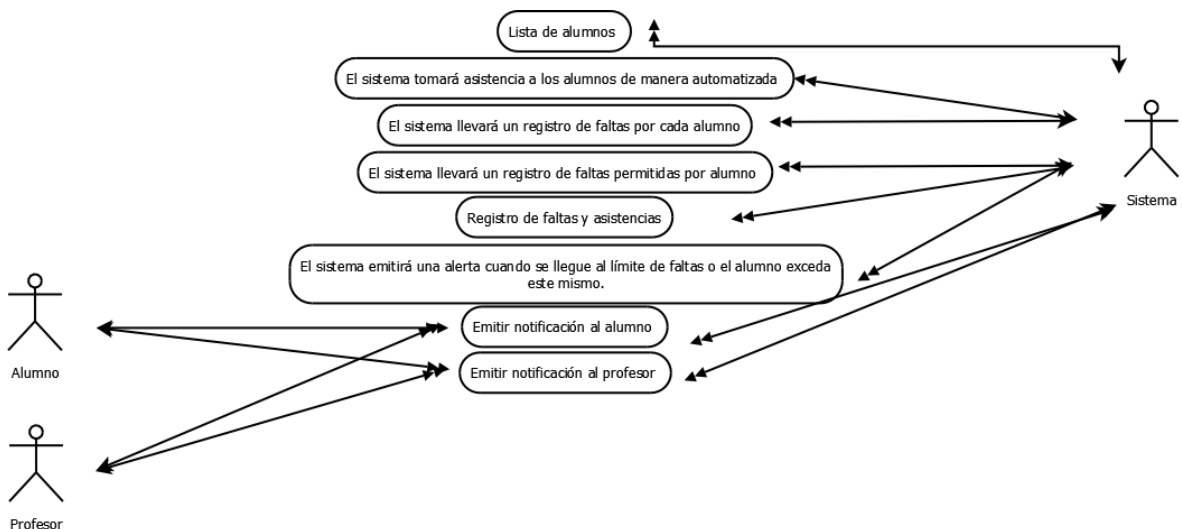 Lista de alumnos
El sistema tomará asistencia a los alumnos de manera automatizada
El sistema llevará un registro de faltas por cada alumno
El sistema llevará un registro de faltas permitidas por alumno
Sistema
Registro de faltas y asistencias
El sistema emitirá una alerta cuando se llegue al límite de faltas o el alumno exceda
este mismo.
Emitir notificación al alumno
Emitir notificación al profesor
Alumno
Profesor